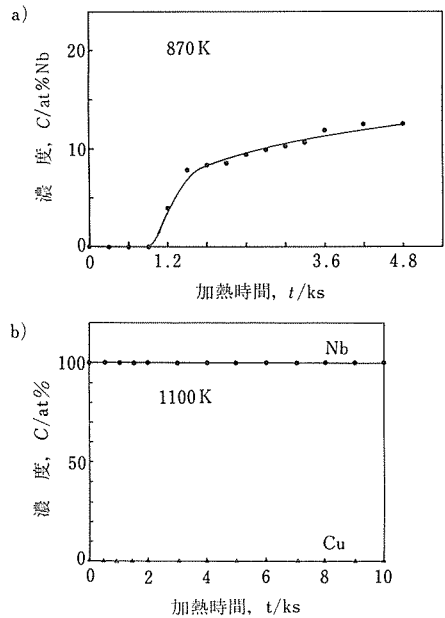 a)
870 K
20
10
0
濃 度, C/at%Nb
0 1.2 3.6 4.8
加熱時間, t/ks
b)
Nb
100
1100 K
50
Cu
0
濃 度, C/at%
0 2 4 6 8 10
加熱時間, t/ks